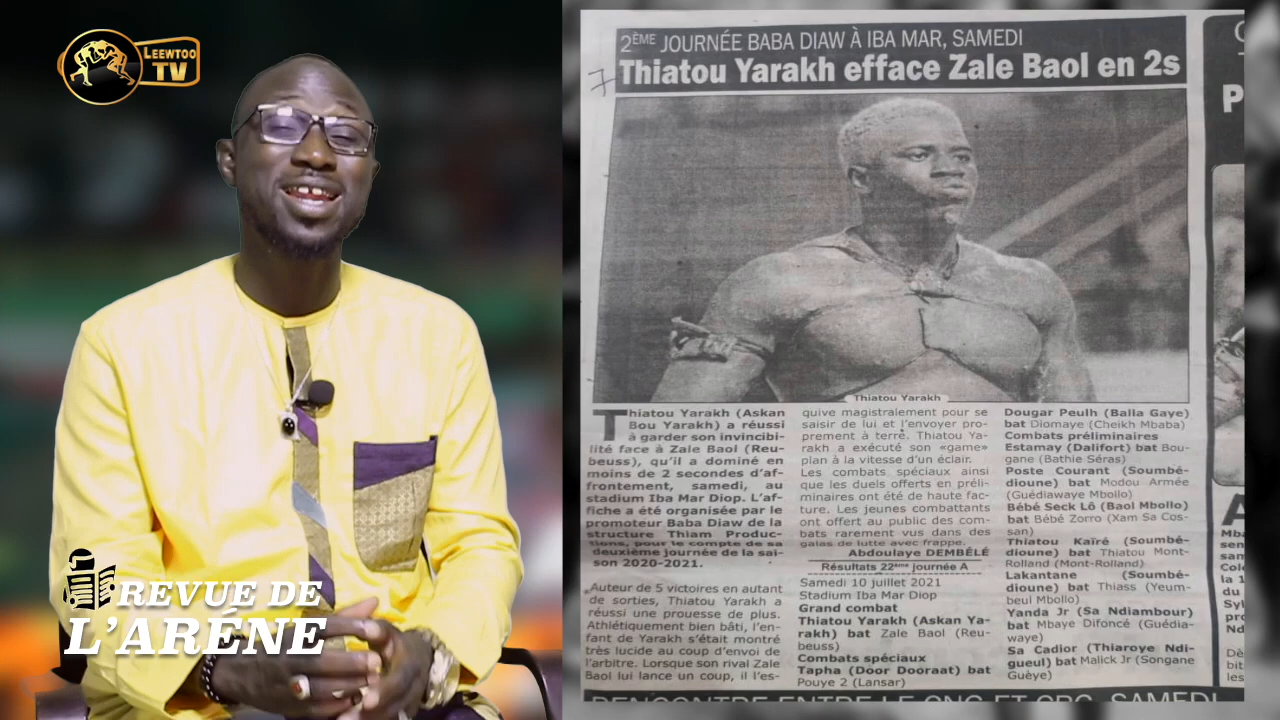 LEEWTOO
TV
REVUE DE
L'ARÉNE
7
2ÈME JOURNÉE BABA DIAW À IBA MAR, SAMEDI
Thiatou Yarakh efface Zale Baol en 2s
Thiatou Yarakh
Thiatou Yarakh (Askan
Bou Yarakh) a réussi
à garder son invincibi-
lité face à Zale Baol (Reu-
beuss), qu'il a dominé en
moins de 2 secondes d'af-
frontement, samedi, au
stadium Iba Mar Diop. L'af-
fiche a été organisée par le
promoteur Baba Diaw de la
structure Thiam Produc-
tions, pour le compte de sa
deuxième journée de la sai-
son 2020-2021.
Auteur de 5 victoires en autant
de sorties, Thiatou Yarakh a
réussi une prouesse de plus.
Athlétiquement bien bâti, l'en-
fant de Yarakh s'était montré
très lucide au coup d'envoi de
l'arbitre. Lorsque son rival Zale
Baol lui lance un coup, il l'es-
quive magistralement pour se
saisir de lui et l'envoyer pro-
prement à terre. Thiatou Ya-
rakh a exécuté son «game»
plan à la vitesse d'un éclair.
Les combats spéciaux ainsi
que les duels offerts en préli-
minaires ont été de haute fac-
ture. Les jeunes combattants
ont offert au public des com-
bats rarement vus dans des
galas de lutte avec frappe.
Abdoulaye DEMBÉLÉ
Résultats 22ème journée A
Samedi 10 juillet 2021
Stadium Iba Mar Diop
Grand combat
Thiatou Yarakh (Askan Ya-
rakh) bat Zale Baol (Reu-
beuss)
Combats spéciaux
Tapha (Door Dooraat) bat
Pouye 2 (Lansar)
Dougar Peulh (Balla Gaye)
bat Diomaye (Cheikh Mbaba)
Combats préliminaires
Estamay (Dalifort) bat Bou-
gane (Bathie Séras)
Poste Courant (Soumbé-
dioune) bat Modou Armée
(Guédiawaye Mbollo)
Bébé Seck Lô (Baol Mbollo)
bat Bébé Zorro (Xam Sa Cos-
san)
Thiatou Kaïré (Soumbé-
dioune) bat Thiatou Mont-
Rolland (Mont-Rolland)
Lakantane (Soumbé-
dioune) bat Thiass (Yeum-
beul Mbollo)
Yanda Jr (Sa Ndiambour)
bat Mbaye Difoncé (Guédia-
waye)
Sa Cadior (Thiaroye Ndi-
gueul) bat Malick Jr (Songane
Guèye)
RENCONTRE ENTRE LE CNG ET ORC, SAMEDI